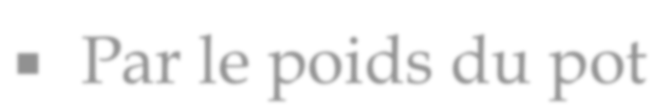 ▪ Par le poids du pot